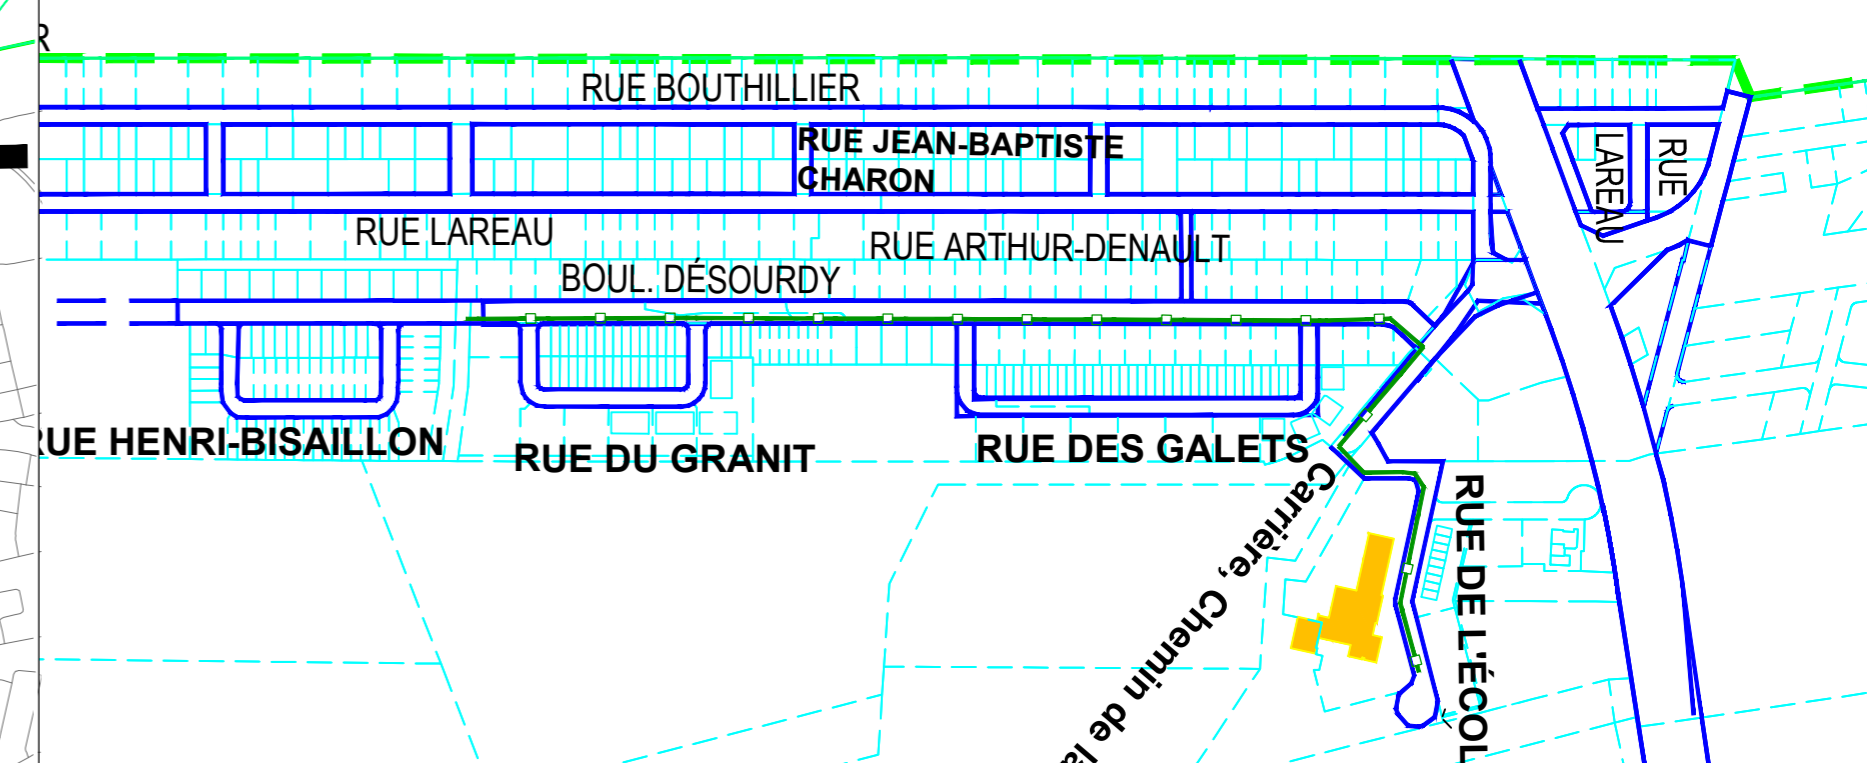 R
RUE BOUTHILLIER
RUE JEAN-BAPTISTE
CHARON
RUE
LAREAU
RUE LAREAU
RUE ARTHUR-DENAULT
BOUL. DÉSOURDY
RUE HENRI-BISAILLON
RUE DU GRANIT
RUE DES GALETS
Carrière, Chemin de la
RUE DE L'ÉCOL